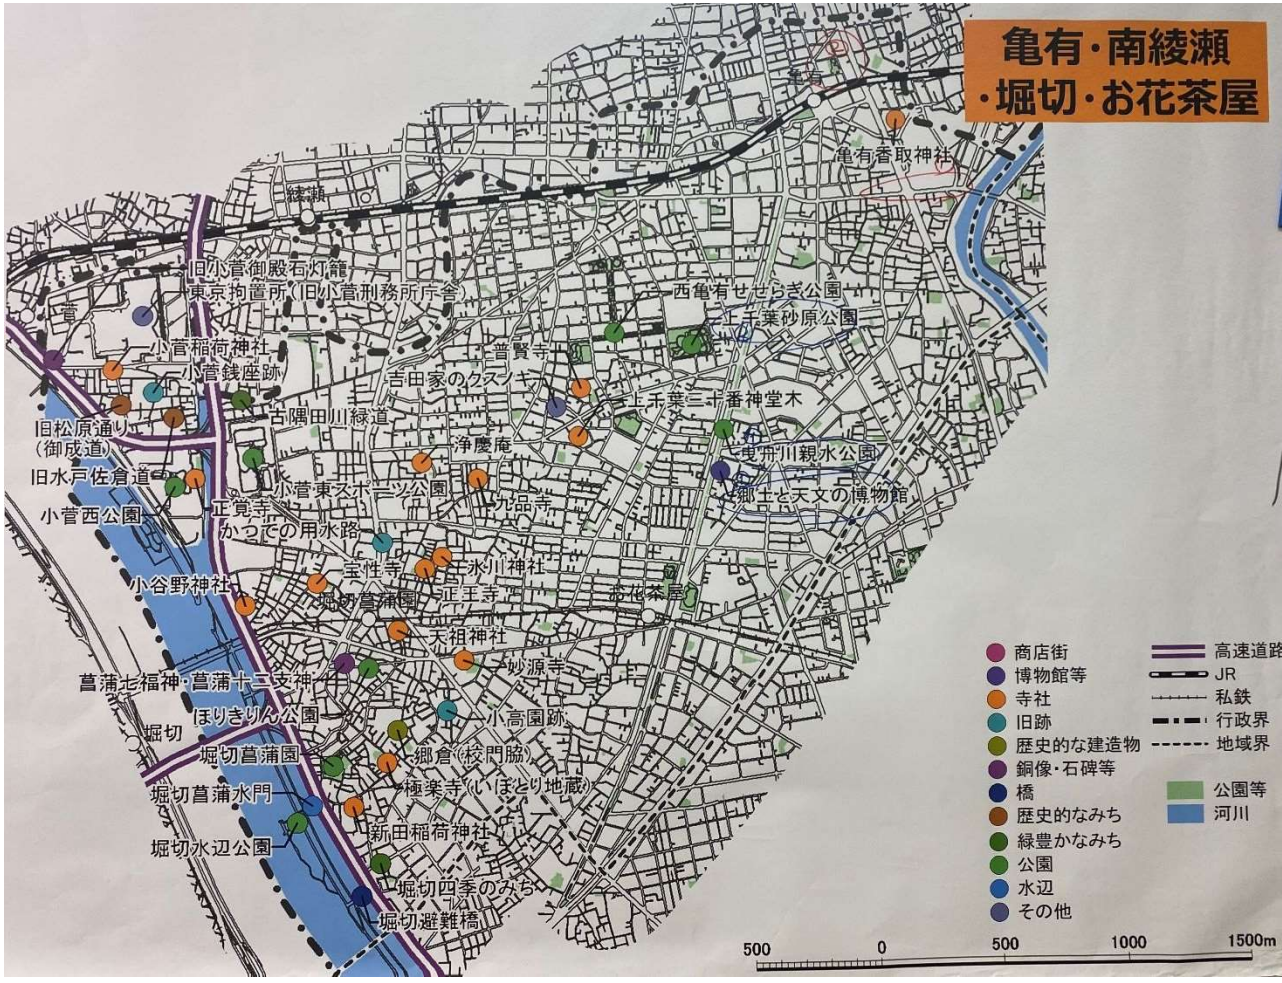 亀有・南綾瀬
・堀切・お花茶屋
亀有
亀有香取神社
綾瀬
旧小菅御殿石灯籠
東京拘置所(旧小菅刑務所庁舎)
西亀有せせらぎ公園
上千葉砂原公園
小菅
小菅稲荷神社
小菅銭座跡
普賢寺
吉田家のクスノキ
上千葉三十番神堂木
旧松原通り
(御成道)
古隅田川緑道
浄慶庵
曳舟川親水公園
旧水戸佐倉道
小菅東スポーツ公園
郷土と天文の博物館
小菅西公園
正覚寺
九品寺
かつての用水路
宝性寺
氷川神社
小谷野神社
堀切菖蒲園
正王寺
お花茶屋
天祖神社
妙源寺
菖蒲七福神・菖蒲十二支神
ほりきりん公園
小高園跡
堀切
堀切菖蒲園
郷倉(校門脇)
極楽寺(いぼとり地蔵)
堀切菖蒲水門
新田稲荷神社
堀切水辺公園
堀切四季のみち
堀切避難橋
商店街
博物館等
寺社
旧跡
歴史的な建造物
銅像・石碑等
橋
歴史的なみち
緑豊かなみち
公園
水辺
その他
高速道路
JR
私鉄
行政界
地域界
公園等
河川
500 0 500 1000 1500m